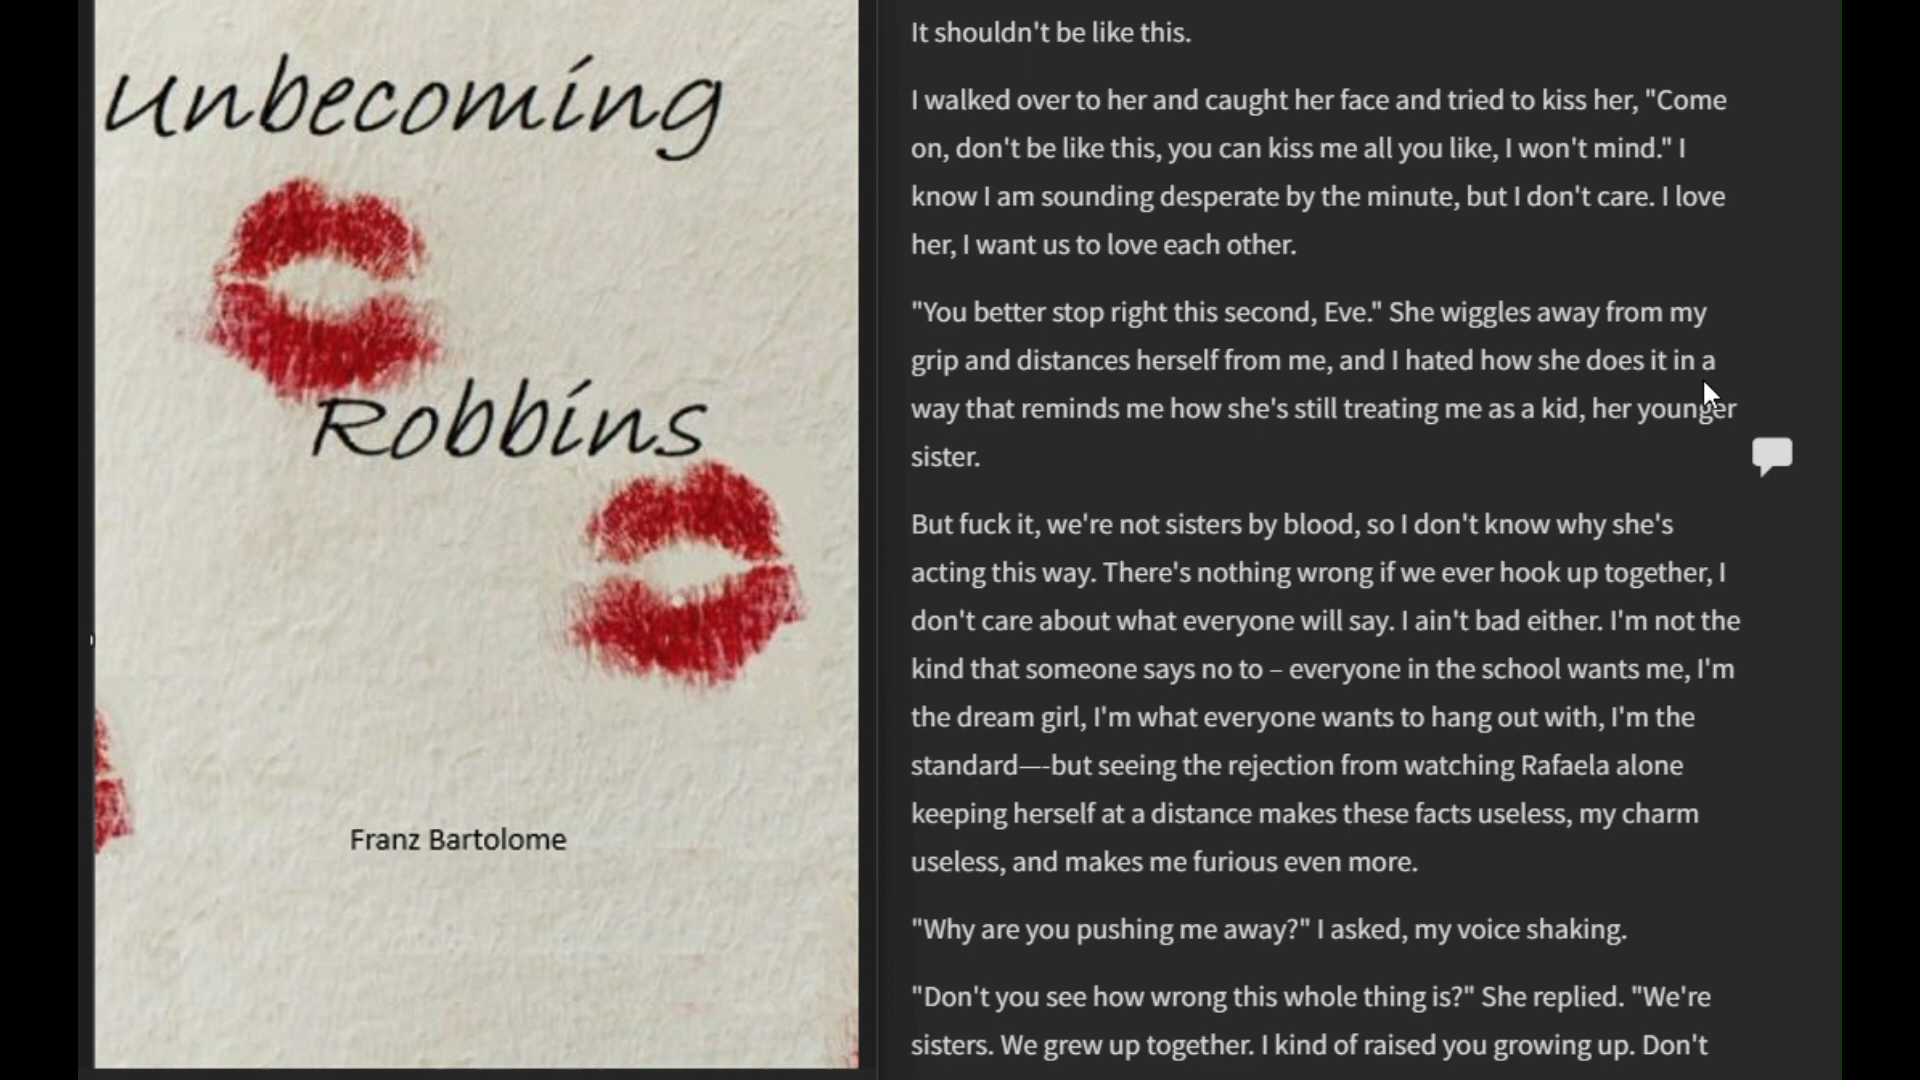 Unbecoming
Robbins
Franz Bartolome
It shouldn't be like this.
I walked over to her and caught her face and tried to kiss her, "Come
on, don't be like this, you can kiss me all you like, I won't mind." I
know I am sounding desperate by the minute, but I don't care. I love
her, I want us to love each other.
"You better stop right this second, Eve." She wiggles away from my
grip and distances herself from me, and I hated how she does it in a
way that reminds me how she's still treating me as a kid, her younger
sister.
But fuck it, we're not sisters by blood, so I don't know why she's
acting this way. There's nothing wrong if we ever hook up together, I
don't care about what everyone will say. I ain't bad either. I'm not the
kind that someone says no to – everyone in the school wants me, I'm
the dream girl, I'm what everyone wants to hang out with, I'm the
standard—-but seeing the rejection from watching Rafaela alone
keeping herself at a distance makes these facts useless, my charm
useless, and makes me furious even more.
"Why are you pushing me away?" I asked, my voice shaking.
"Don't you see how wrong this whole thing is?" She replied. "We're
sisters. We grew up together. I kind of raised you growing up. Don't